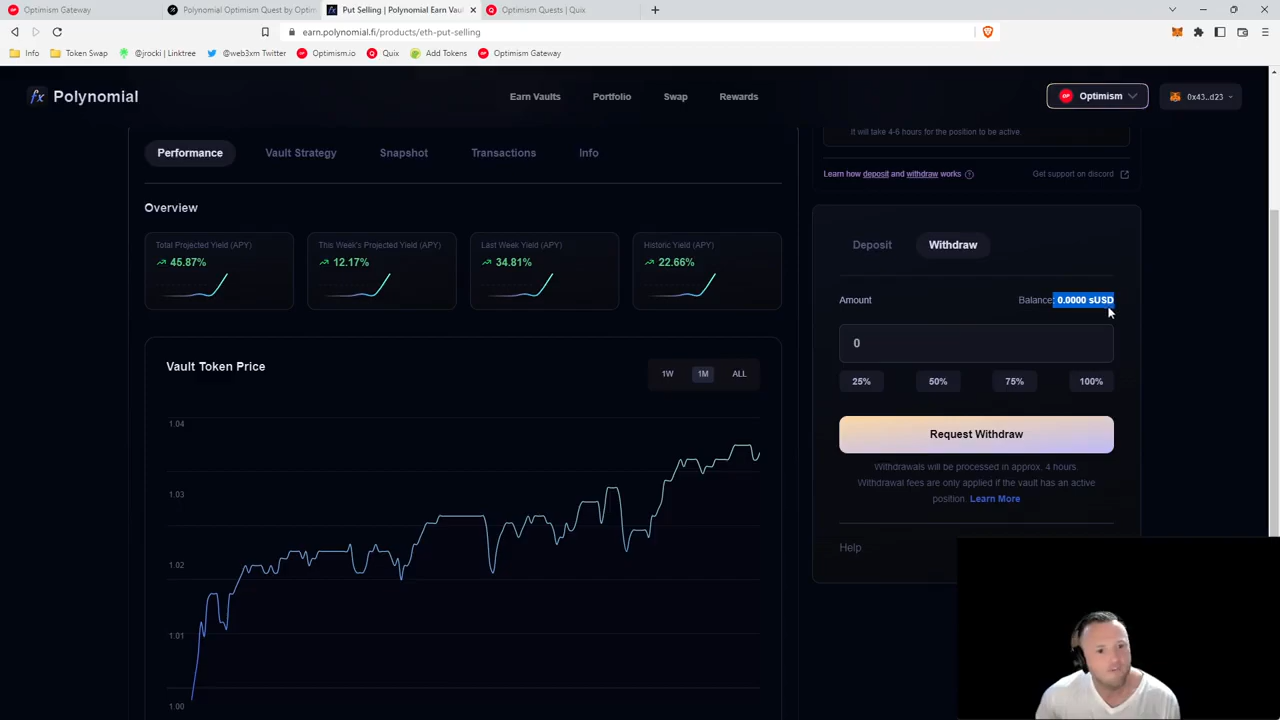 Optimism Gateway
Polynomial Optimism Quest by Optim
Put Selling | Polynomial Earn Vau
Optimism Quests | Quix
earn.polynomial.fi/products/eth-put-selling
Info
Token Swap
@jrocki | Linktree
@web3xm Twitter
Optimism.io
Quix
Add Tokens
Optimism Gateway
fx Polynomial
Earn Vaults
Portfolio
Swap
Rewards
OP Optimism
0x43...d23
It will take 4-6 hours for the position to be active
Performance
Vault Strategy
Snapshot
Transactions
Info
Learn how deposit and withdraw works
Get support on discord
Overview
Total Projected Yield (APY)
45.87%
This Week's Projected Yield (APY)
12.17%
Last Week Yield (APY)
34.81%
Historic Yield (APY)
22.66%
Deposit
Withdraw
Amount
Balance: 0.0000 sUSD
0
25%
50%
75%
100%
Request Withdraw
Withdrawals will be processed in approx. 4 hours.
Withdrawal fees are only applied if the vault has an active
position. Learn More
Help
Vault Token Price
1W
1M
ALL
1.04
1.03
1.02
1.01
1.00